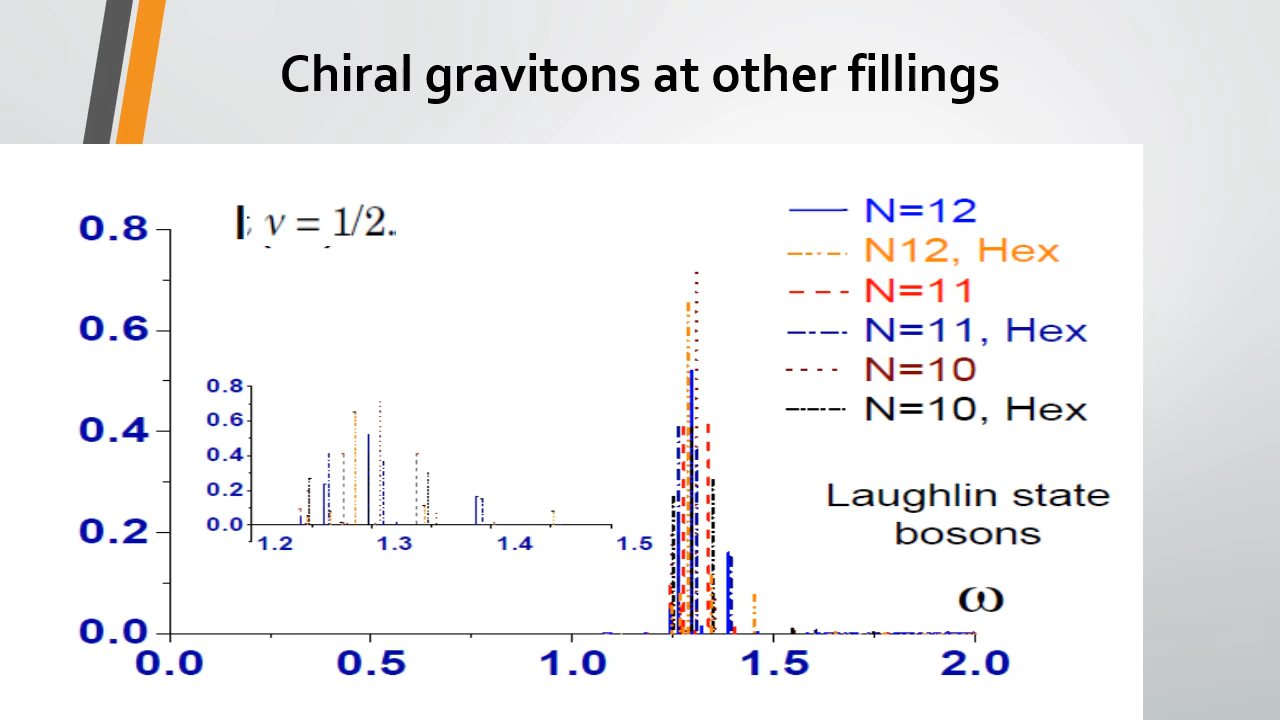 Chiral gravitons at other fillings
ν = 1/2.
N=12
N12, Hex
N=11
N=11, Hex
N=10
N=10, Hex
Laughlin state
bosons
ω
0.8
0.6
0.4
0.2
0.0
0.0 0.5 1.0 1.5 2.0
0.8
0.6
0.4
0.2
0.0
1.2 1.3 1.4 1.5